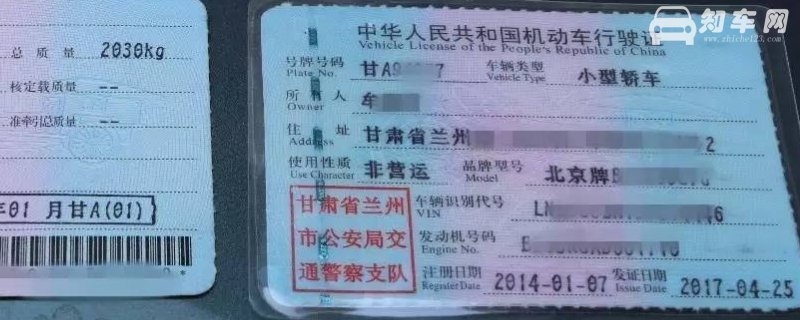 总质量 2030kg
核定载质量 --
准牵引总质量 --
01 月甘A(01)
知车网
www.zhiche123.com
中华人民共和国机动车行驶证
Vehicle License of the People's Republic of China
号牌号码 甘A 车辆类型 小型轿车
Plate No. Vehicle Type
所有人 牟
Owner
住址 甘肃省兰州 2
Address
使用性质 非营运 品牌型号 北京牌
Use Character Model
甘肃省兰州
市公安局交
通警察支队
车辆识别代号 LN
VIN
发动机号码
Engine No.
注册日期 2014-01-07 发证日期 2017-04-25
Register Date Issue Date